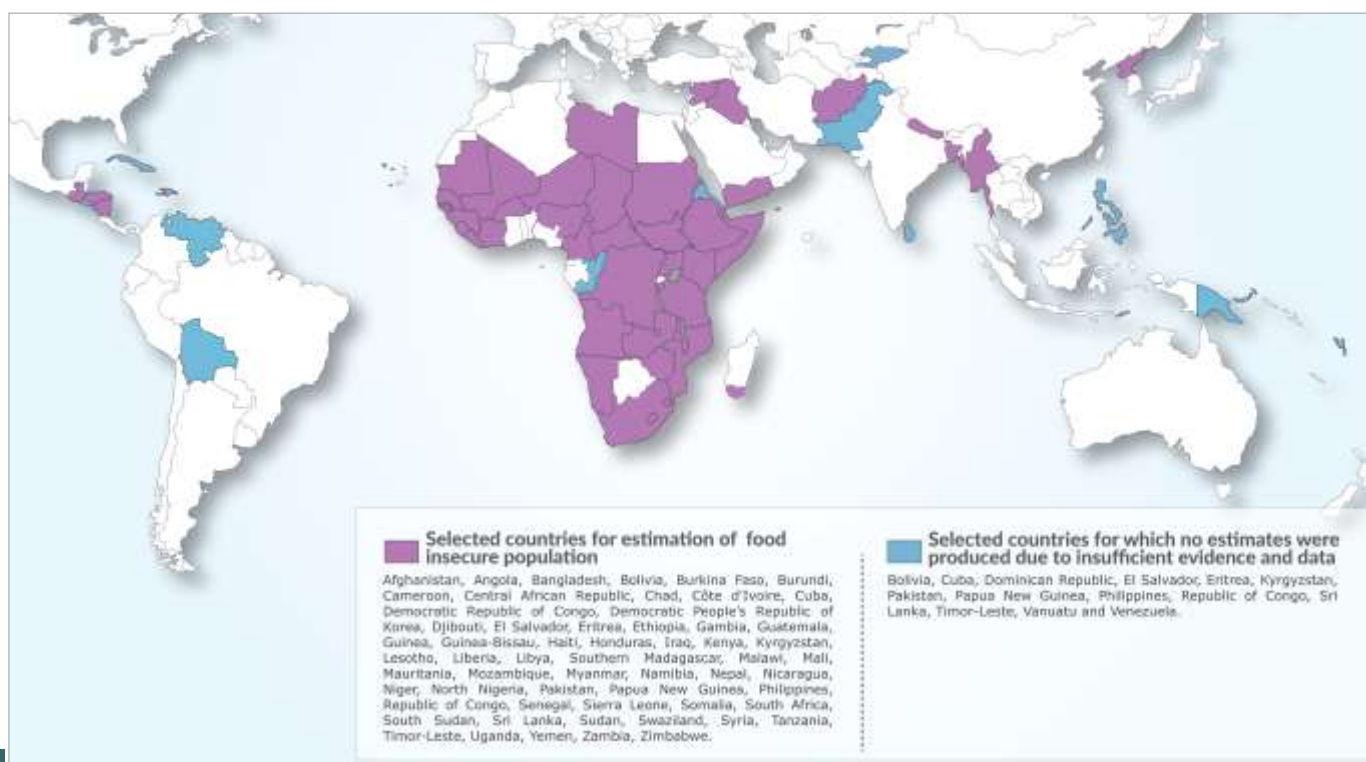 Selected countries for estimation of food
insecure population
Afghanistan, Angola, Bangladesh, Bolivia, Burkina Faso, Burundi,
Cameroon, Central African Republic, Chad, Côte d'Ivoire, Cuba,
Democratic Republic of Congo, Democratic People's Republic of
Korea, Djibouti, El Salvador, Eritrea, Ethiopia, Gambia, Guatemala,
Guinea, Guinea-Bissau, Haiti, Honduras, Iraq, Kenya, Kyrgyzstan,
Lesotho, Liberia, Libya, Southern Madagascar, Malawi, Mali,
Mauritania, Mozambique, Myanmar, Namibia, Nepal, Nicaragua,
Niger, North Nigeria, Pakistan, Papua New Guinea, Philippines,
Republic of Congo, Senegal, Sierra Leone, Somalia, South Africa,
South Sudan, Sri Lanka, Sudan, Swaziland, Syria, Tanzania,
Timor-Leste, Uganda, Yemen, Zambia, Zimbabwe.
Selected countries for which no estimates were
produced due to insufficient evidence and data
Bolivia, Cuba, Dominican Republic, El Salvador, Eritrea, Kyrgyzstan,
Pakistan, Papua New Guinea, Philippines, Republic of Congo, Sri
Lanka, Timor-Leste, Vanuatu and Venezuela.